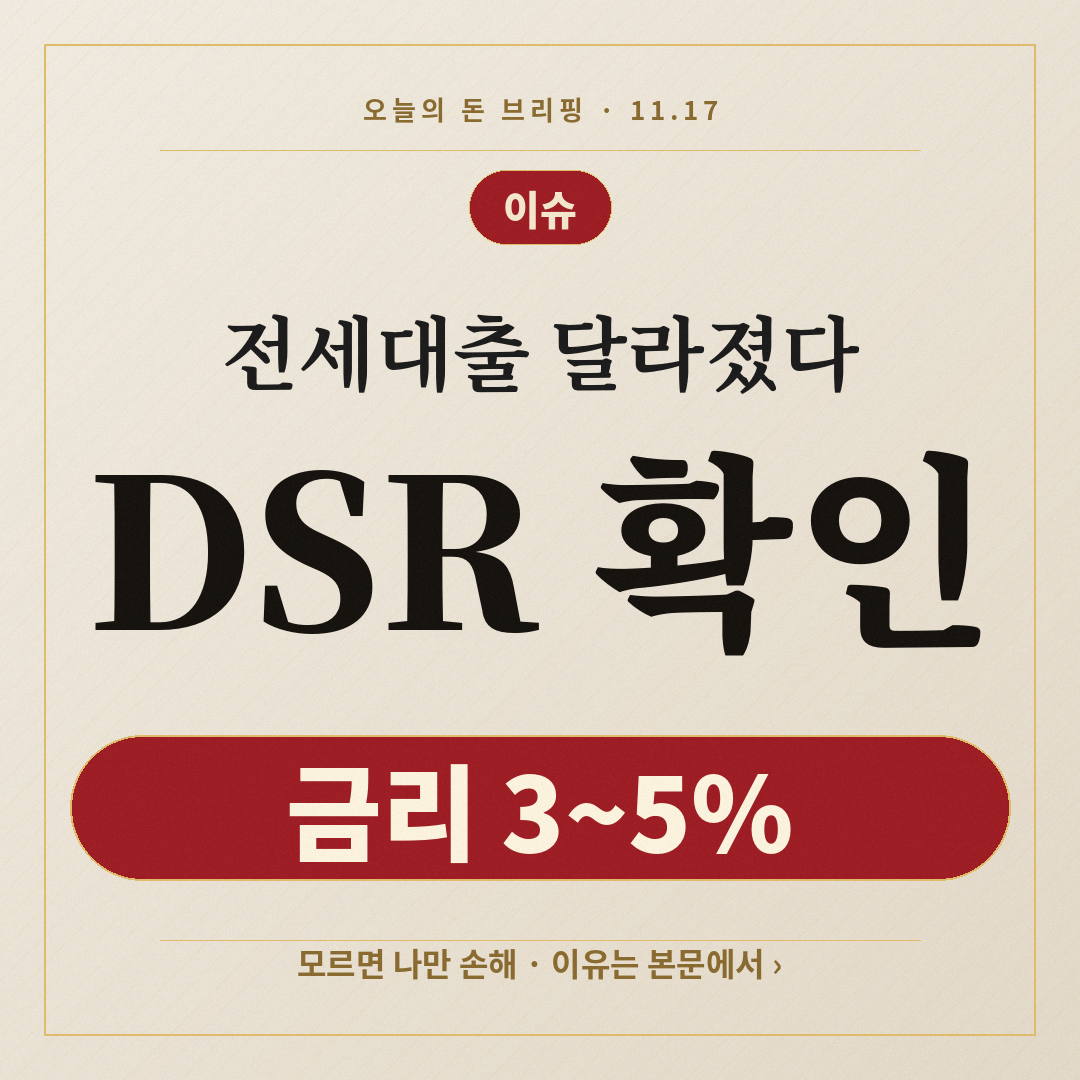 오늘의 돈 브리핑 · 11.17
이슈
전세대출 달라졌다
DSR 확인
금리 3~5%
모르면 나만 손해 · 이유는 본문에서 ›